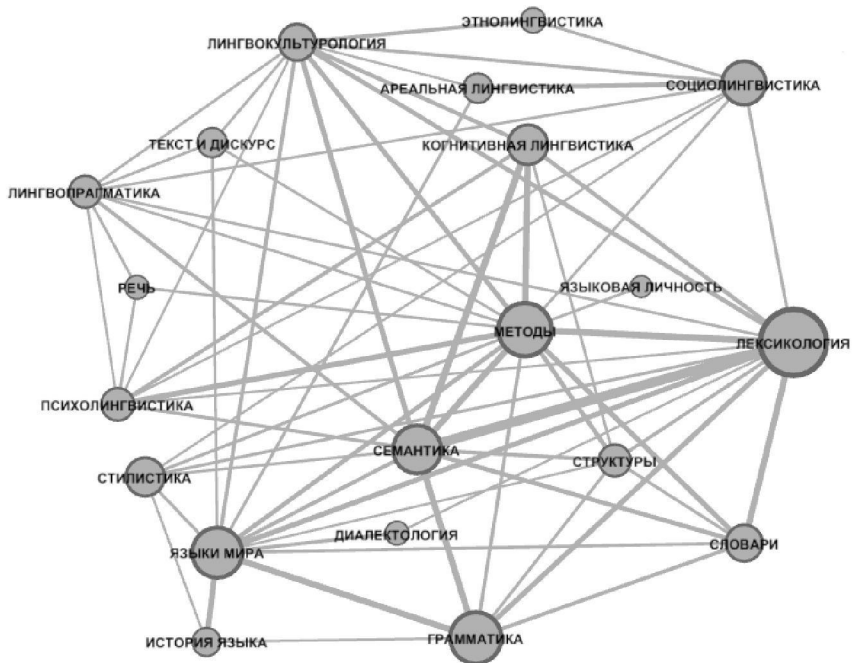 ЭТНОЛИНГВИСТИКА
ЛИНГВОКУЛЬТУРОЛОГИЯ
АРЕАЛЬНАЯ ЛИНГВИСТИКА
СОЦИОЛИНГВИСТИКА
ТЕКСТ И ДИСКУРС
КОГНИТИВНАЯ ЛИНГВИСТИКА
ЛИНГВОПРАГМАТИКА
РЕЧЬ
ЯЗЫКОВАЯ ЛИЧНОСТЬ
МЕТОДЫ
ЛЕКСИКОЛОГИЯ
ПСИХОЛИНГВИСТИКА
СЕМАНТИКА
СТРУКТУРЫ
СТИЛИСТИКА
ДИАЛЕКТОЛОГИЯ
СЛОВАРИ
ЯЗЫКИ МИРА
ИСТОРИЯ ЯЗЫКА
ГРАММАТИКА